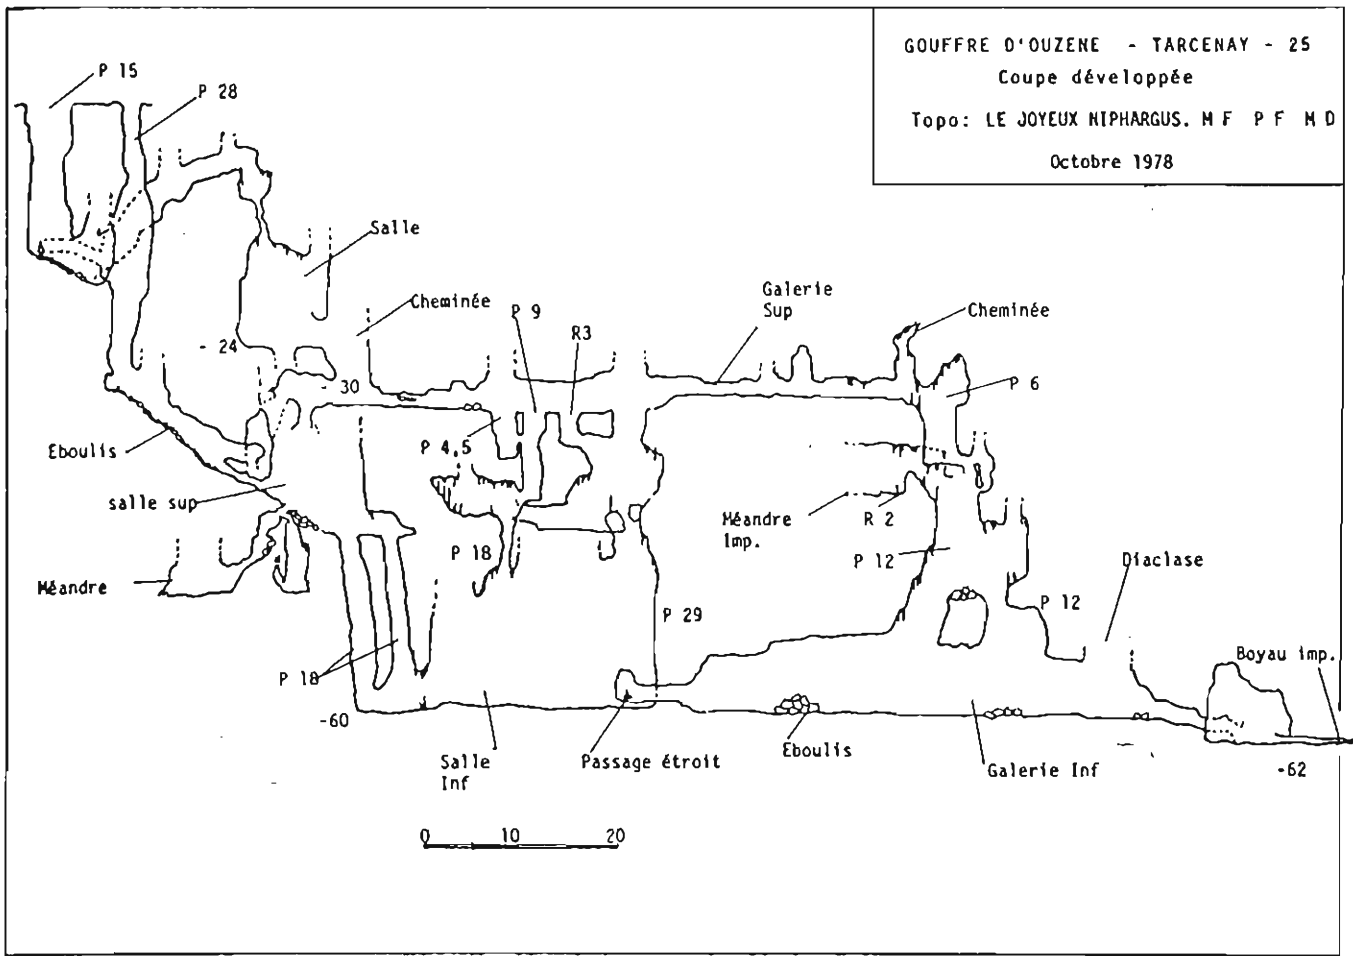 GOUFFRE D'OUZENE - TARCENAY - 25
Coupe développée
Topo: LE JOYEUX NIPHARGUS. M F P F M D
Octobre 1978
P 15
P 28
Salle
Cheminée
P 9
R3
Galerie
Sup
Cheminée
P 6
- 24
- 30
P 4,5
Eboulis
salle sup
Méandre
P 18
Méandre
Imp.
R 2
P 12
Diaclase
P 12
P 29
P 18
Boyau imp.
-60
Salle
Inf
Passage étroit
Eboulis
Galerie Inf
-62
0 10 20